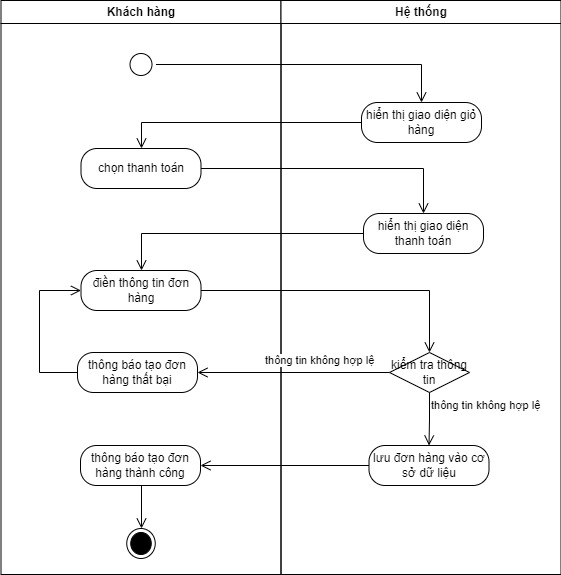 Khách hàng
Hệ thống
hiển thị giao diện giỏ
hàng
chọn thanh toán
hiển thị giao diện
thanh toán
điền thông tin đơn
hàng
thông báo tạo đơn
hàng thất bại
thông tin không hợp lệ
kiểm tra thông
tin
thông tin không hợp lệ
thông báo tạo đơn
hàng thành công
lưu đơn hàng vào cơ
sở dữ liệu